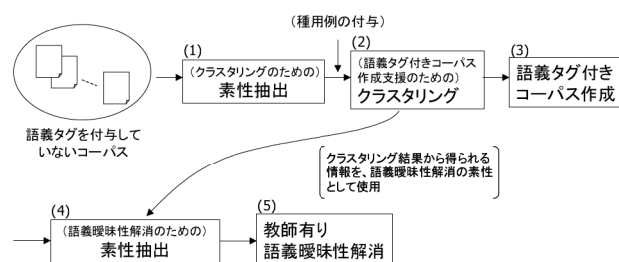 (種用例の付与)
(1)
(クラスタリングのための)
素性抽出
(2)
(語義タグ付きコーパス
作成支援のための)
クラスタリング
(3)
語義タグ付き
コーパス作成
語義タグを付与して
いないコーパス
クラスタリング結果から得られる
情報を、語義曖昧性解消の素性
として使用
(4)
(語義曖昧性解消のための)
素性抽出
(5)
教師有り
語義曖昧性解消